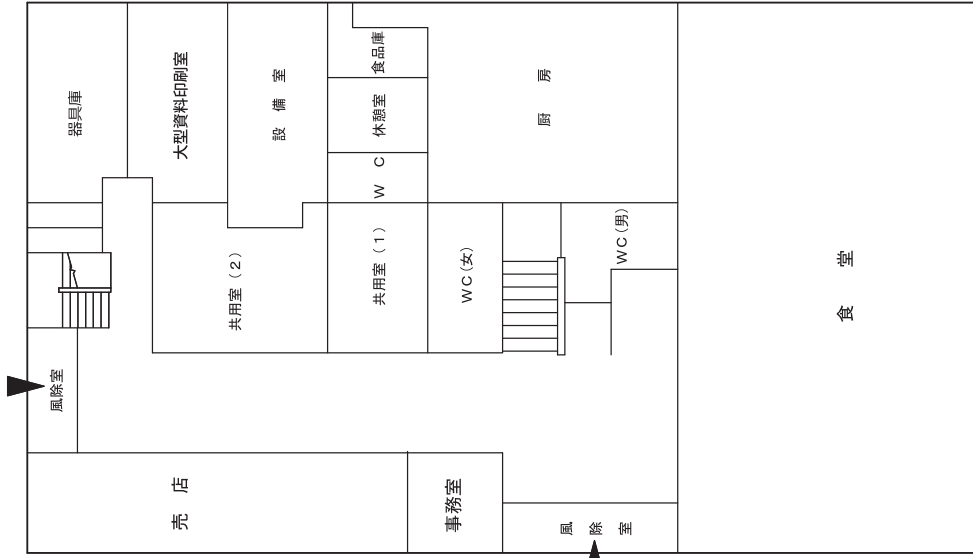 器具庫
大型資料印刷室
設備室
食品庫
休憩室
ＷＣ
厨房
共用室（２）
共用室（１）
ＷＣ（女）
ＷＣ（男）
食堂
風除室
売店
事務室
風除室